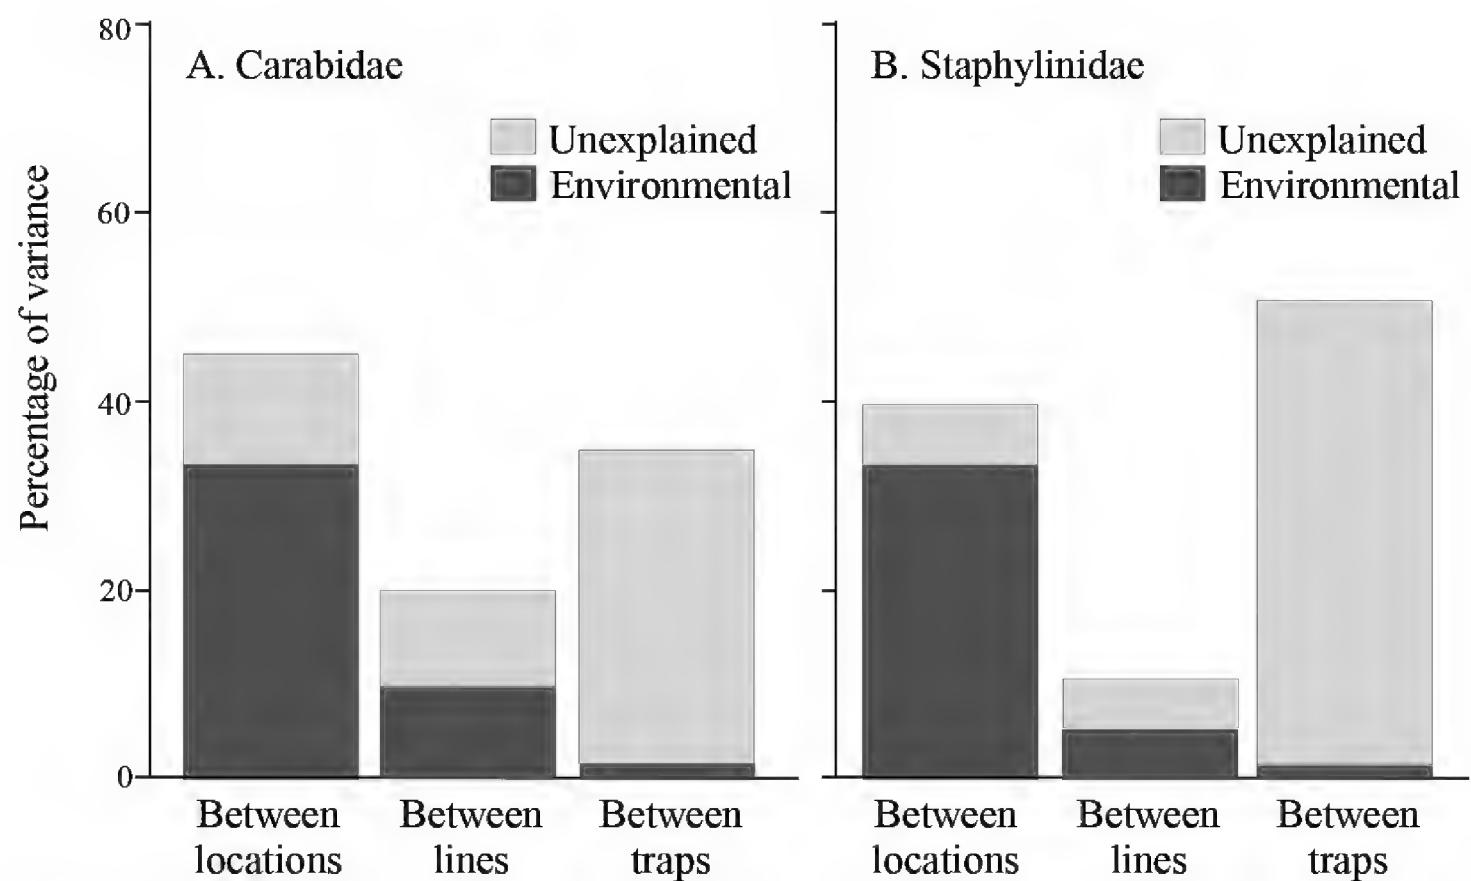 Percentage of variance
80
60
40
20
0
A. Carabidae
Unexplained
Environmental
Between
locations
Between
lines
Between
traps
B. Staphylinidae
Unexplained
Environmental
Between
locations
Between
lines
Between
traps